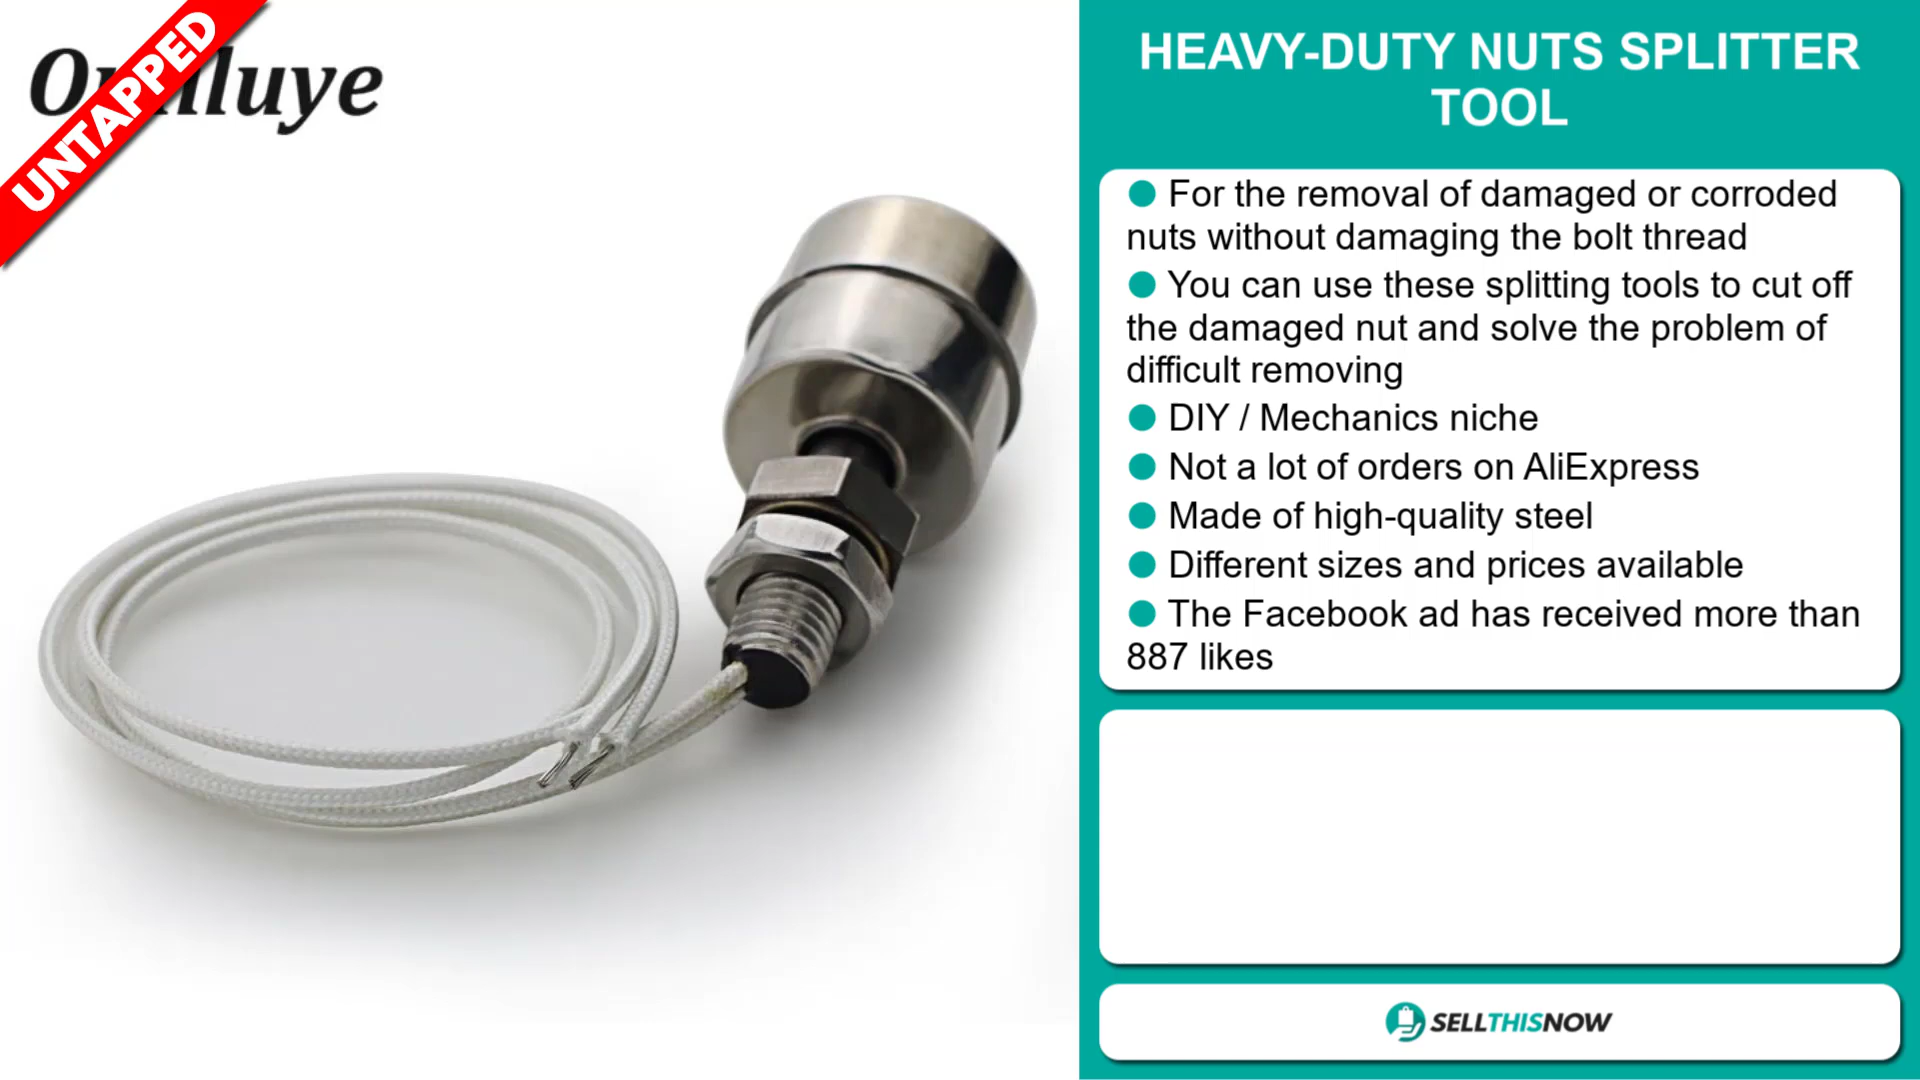 UNTAPPED
HEAVY-DUTY NUTS SPLITTER
TOOL
● For the removal of damaged or corroded
nuts without damaging the bolt thread
● You can use these splitting tools to cut off
the damaged nut and solve the problem of
difficult removing
● DIY / Mechanics niche
● Not a lot of orders on AliExpress
● Made of high-quality steel
● Different sizes and prices available
● The Facebook ad has received more than
887 likes
SELLTHISNOW